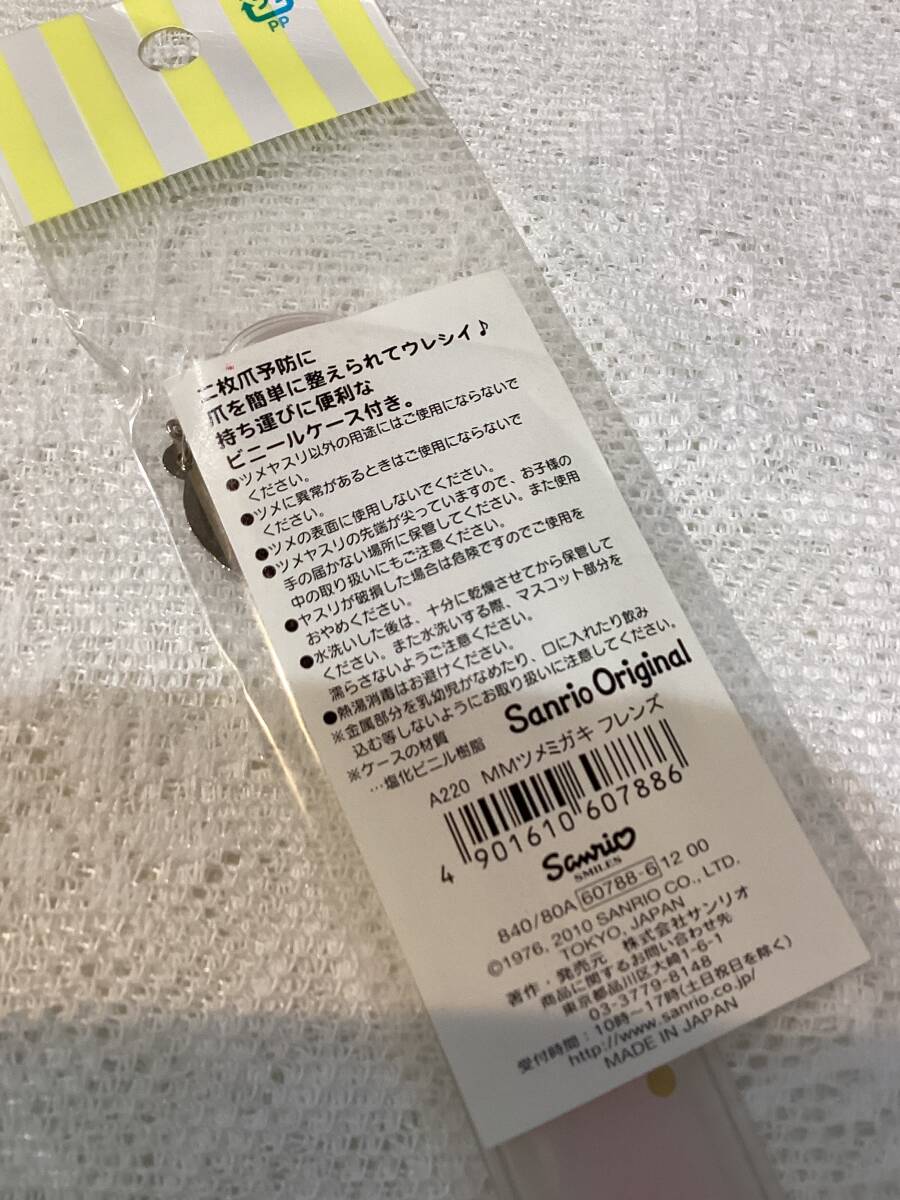 PP
二枚爪予防に
爪を簡単に整えられてウレシイ♪
持ち運びに便利な
ビニールケース付き。
●ツメヤスリ以外の用途にはご使用にならないで
ください。
●ツメに異常があるときはご使用にならないで
ください。
●ツメの表面に使用しないでください。
●ツメヤスリの先端が尖っていますので、お子様の
手の届かない場所に保管してください。また使用
中の取り扱いにもご注意ください。
●ヤスリが破損した場合は危険ですのでご使用を
おやめください。
●水洗いした後は、十分に乾燥させてから保管して
ください。また水洗いする際、マスコット部分を
濡らさないようご注意ください。
●熱湯消毒はお避けください。
※金属部分を乳幼児がなめたり、口に入れたり飲み
込む等しないようにお取り扱いに注意してください。
※ケースの材質
…塩化ビニル樹脂
Sanrio Original
A220 MMツメミガキ フレンズ
4 901610 607886
Sanrio
SMILES
840/80A 60788-6 12 00
©1976, 2010 SANRIO CO., LTD.
TOKYO, JAPAN
著作・発売元 株式会社サンリオ
商品に関するお問い合わせ先
東京都品川区大崎1-6-1
03-3779-8148
受付時間：10時～17時(土日祝日を除く)
http://www.sanrio.co.jp/
MADE IN JAPAN